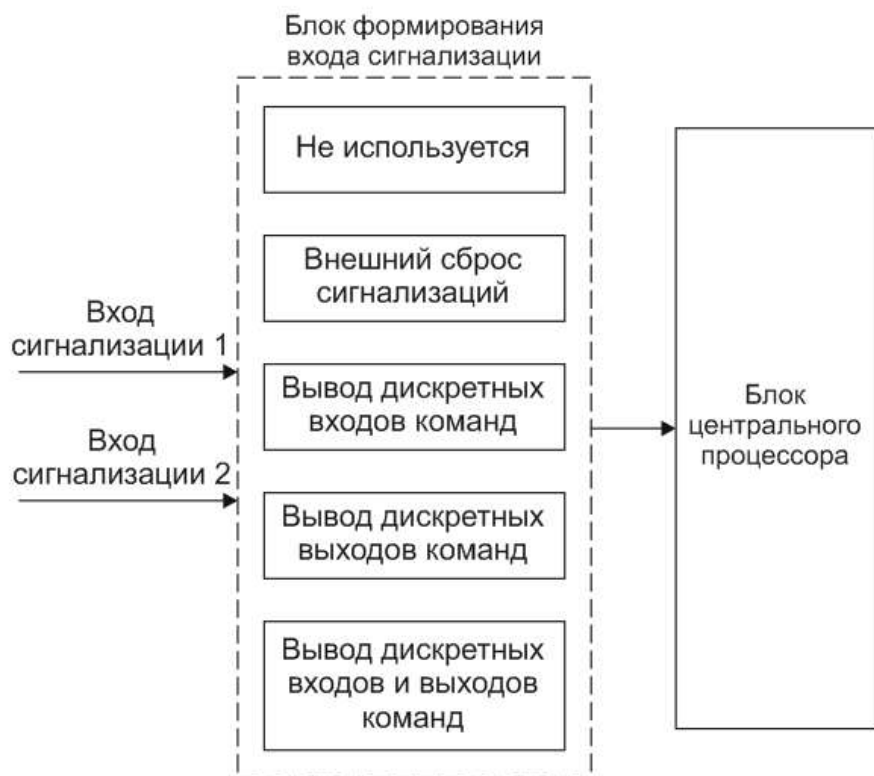 Блок формирования
входа сигнализации
Не используется
Внешний сброс
сигнализаций
Вход
сигнализации 1
Вывод дискретных
входов команд
Вход
сигнализации 2
Вывод дискретных
выходов команд
Вывод дискретных
входов и выходов
команд
Блок
центрального
процессора